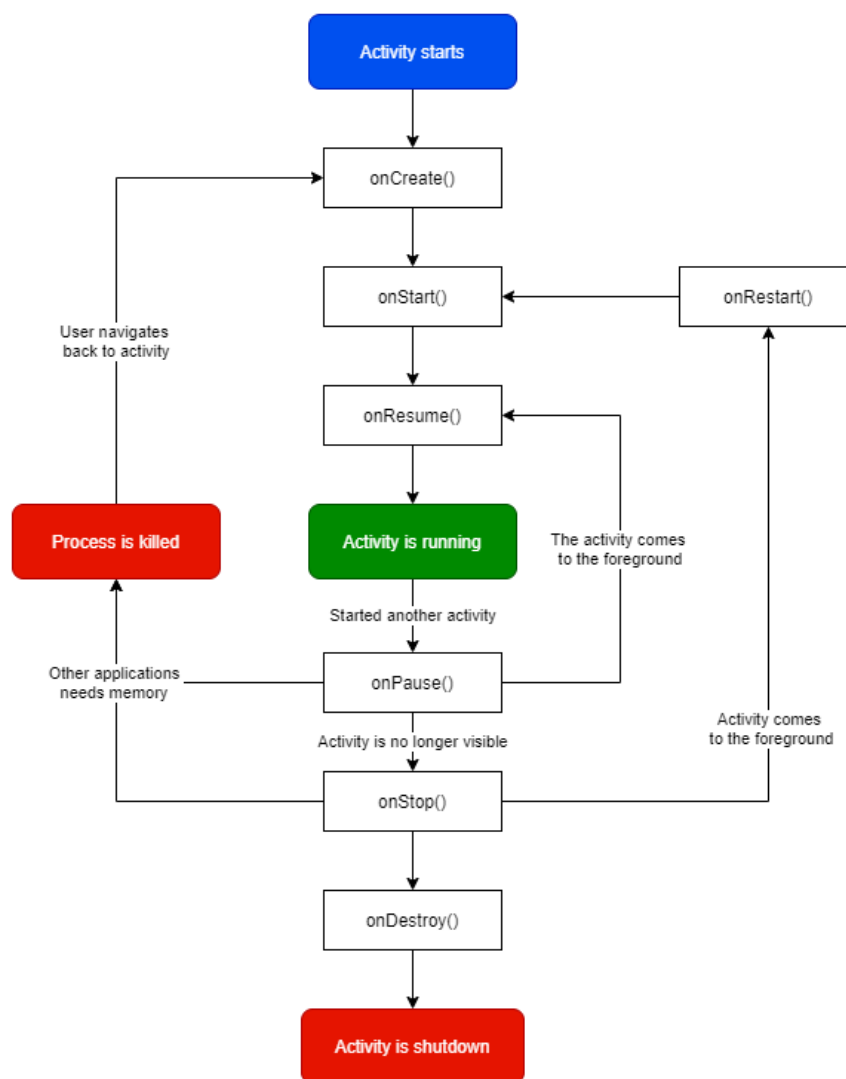 Activity starts
onCreate()
onStart()
onRestart()
User navigates
back to activity
onResume()
Process is killed
Activity is running
The activity comes
to the foreground
Started another activity
Other applications
needs memory
onPause()
Activity comes
to the foreground
Activity is no longer visible
onStop()
onDestroy()
Activity is shutdown